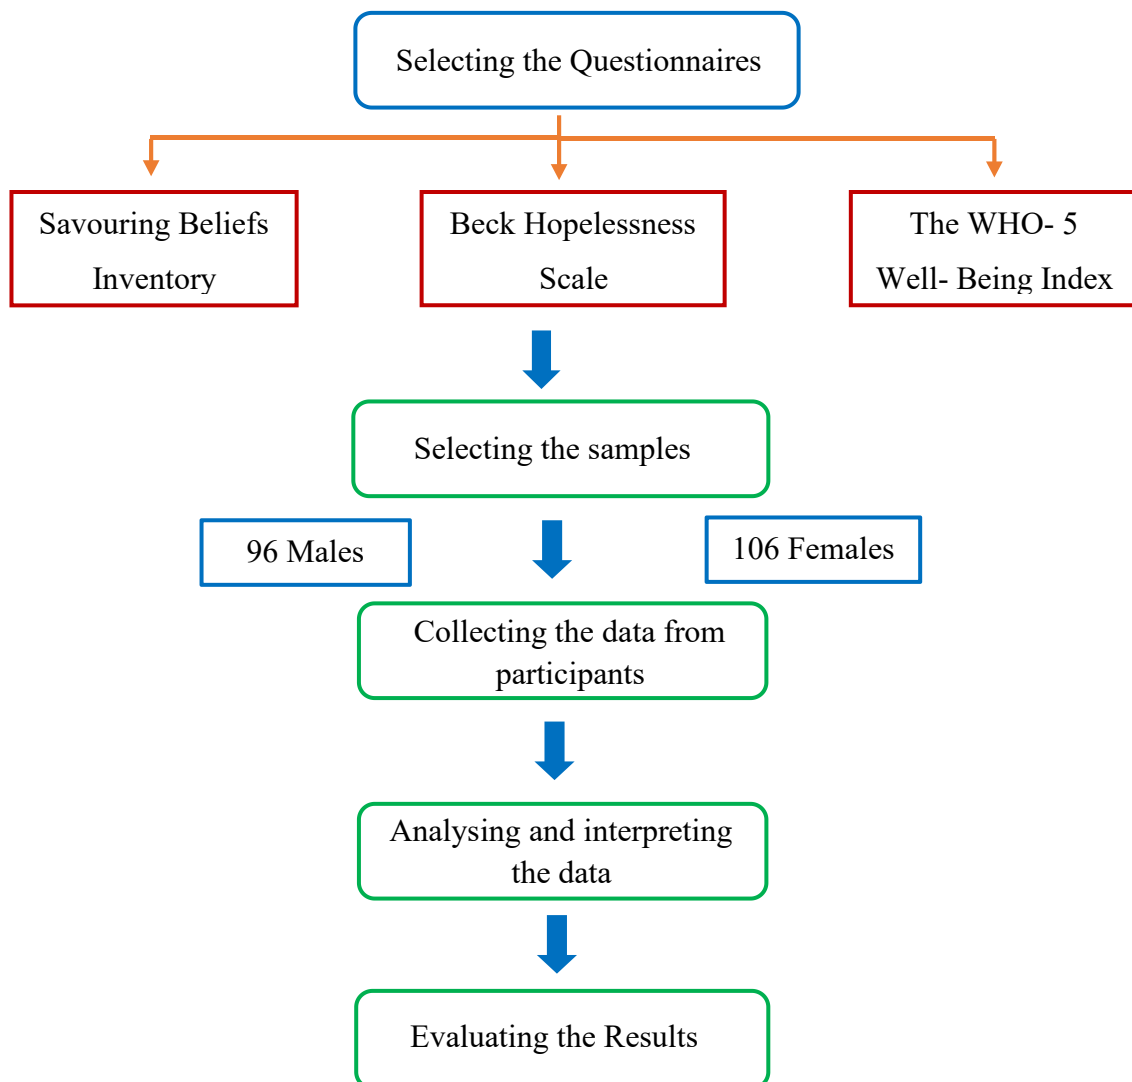 Selecting the Questionnaires
Savouring Beliefs
Inventory
Beck Hopelessness
Scale
The WHO- 5
Well- Being Index
Selecting the samples
96 Males
106 Females
Collecting the data from
participants
Analysing and interpreting
the data
Evaluating the Results